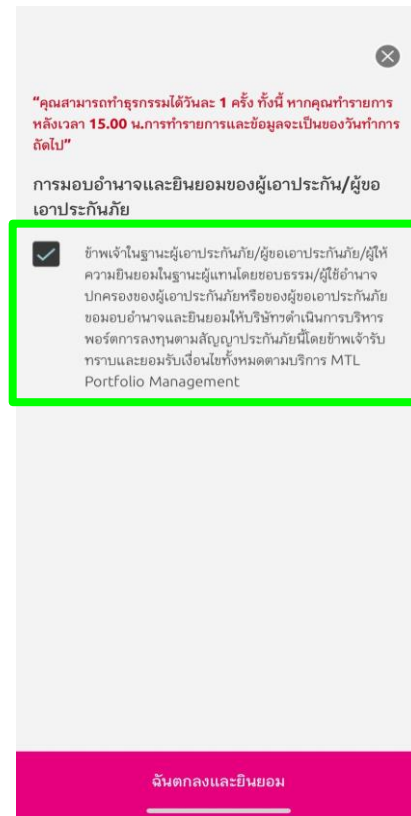 "คุณสามารถทำธุรกรรมได้วันละ 1 ครั้ง ทั้งนี้ หากคุณทำรายการ
หลังเวลา 15.00 น.การทำรายการและข้อมูลจะเป็นของวันทำการ
ถัดไป"
การมอบอำนาจและยินยอมของผู้เอาประกัน/ผู้ขอ
เอาประกันภัย
ข้าพเจ้าในฐานะผู้เอาประกันภัย/ผู้ขอเอาประกันภัย/ผู้ให้
ความยินยอมในฐานะผู้แทนโดยชอบธรรม/ผู้ใช้อำนาจ
ปกครองของผู้เอาประกันภัยหรือของผู้ขอเอาประกันภัย
ขอมอบอำนาจและยินยอมให้บริษัทฯดำเนินการบริหาร
พอร์ตการลงทุนตามสัญญาประกันภัยนี้โดยข้าพเจ้ารับ
ทราบและยอมรับเงื่อนไขทั้งหมดตามบริการ MTL
Portfolio Management
ฉันตกลงและยินยอม